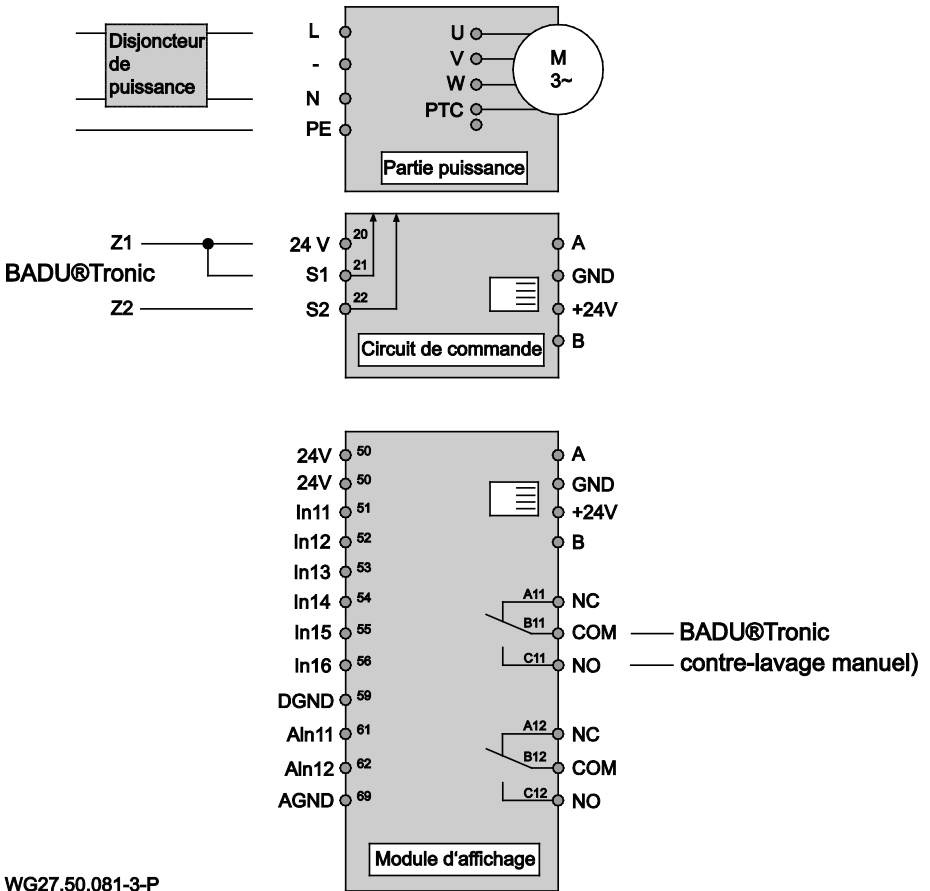 Disjoncteur
de
puissance
L
-
N
PE
U
V
W
PTC
M
3~
Partie puissance
Z1
BADU®Tronic
Z2
24 V 20
S1 21
S2 22
A
GND
+24V
B
Circuit de commande
24V 50
24V 50
In11 51
In12 52
In13 53
In14 54
In15 55
In16 56
DGND 59
AIn11 61
AIn12 62
AGND 69
A
GND
+24V
B
A11 NC
B11 COM BADU®Tronic
C11 NO contre-lavage manuel)
A12 NC
B12 COM
C12 NO
Module d‘affichage
WG27.50.081-3-P